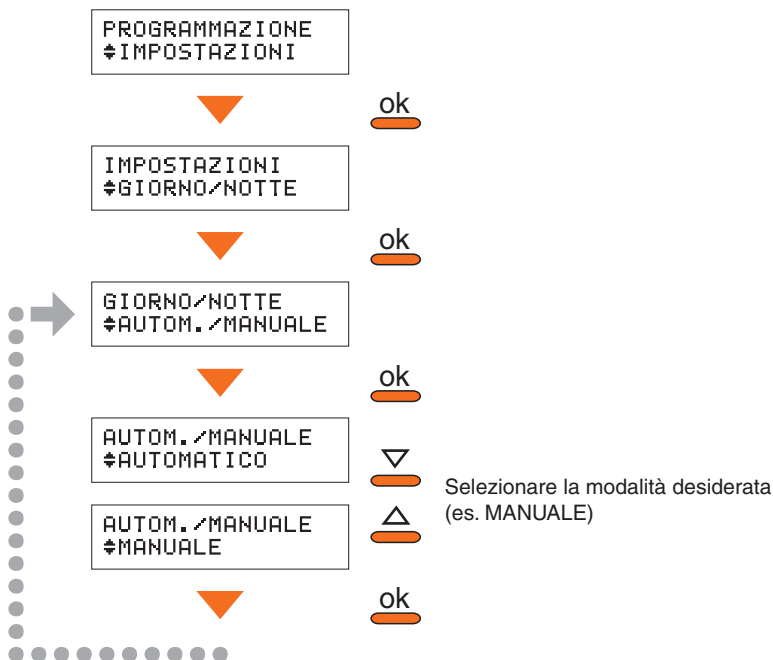 PROGRAMMAZIONE
≑IMPOSTAZIONI
ok
IMPOSTAZIONI
≑GIORNO/NOTTE
ok
GIORNO/NOTTE
≑AUTOM./MANUALE
ok
AUTOM./MANUALE
≑AUTOMATICO
Selezionare la modalità desiderata
(es. MANUALE)
AUTOM./MANUALE
≑MANUALE
ok